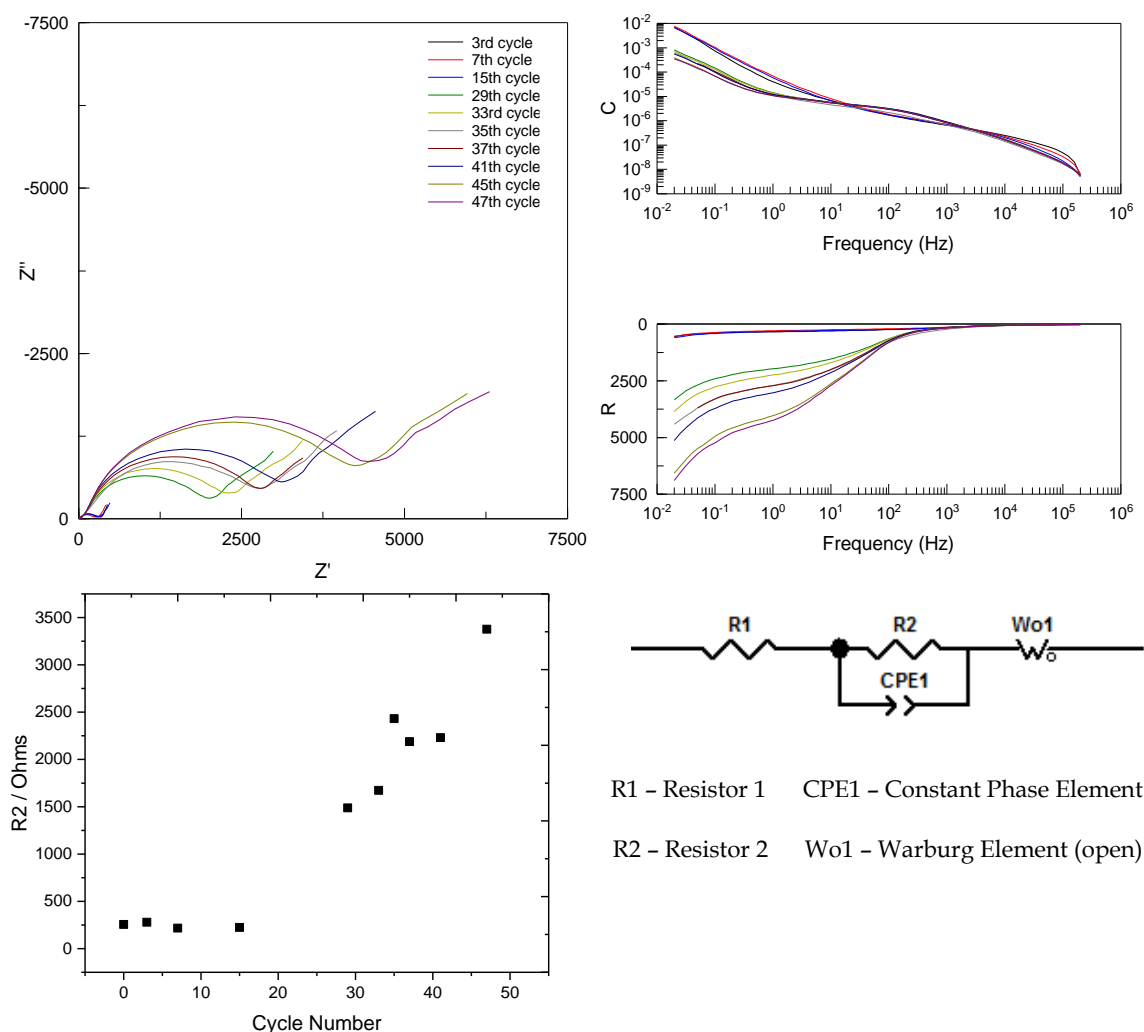 -7500
-5000
-2500
0
Z''
0 2500 5000 7500
Z'
3rd cycle
7th cycle
15th cycle
29th cycle
33rd cycle
35th cycle
37th cycle
41th cycle
45th cycle
47th cycle
10-2
10-3
10-4
10-5
10-6
10-7
10-8
10-9
C
10-2 10-1 100 101 102 103 104 105 106
Frequency (Hz)
0
2500
5000
7500
R
10-2 10-1 100 101 102 103 104 105 106
Frequency (Hz)
3500
3000
2500
2000
1500
1000
500
0
R2 / Ohms
0 10 20 30 40 50
Cycle Number
R1 R2 Wo1
CPE1
R1 – Resistor 1 CPE1 – Constant Phase Element
R2 – Resistor 2 Wo1 – Warburg Element (open)